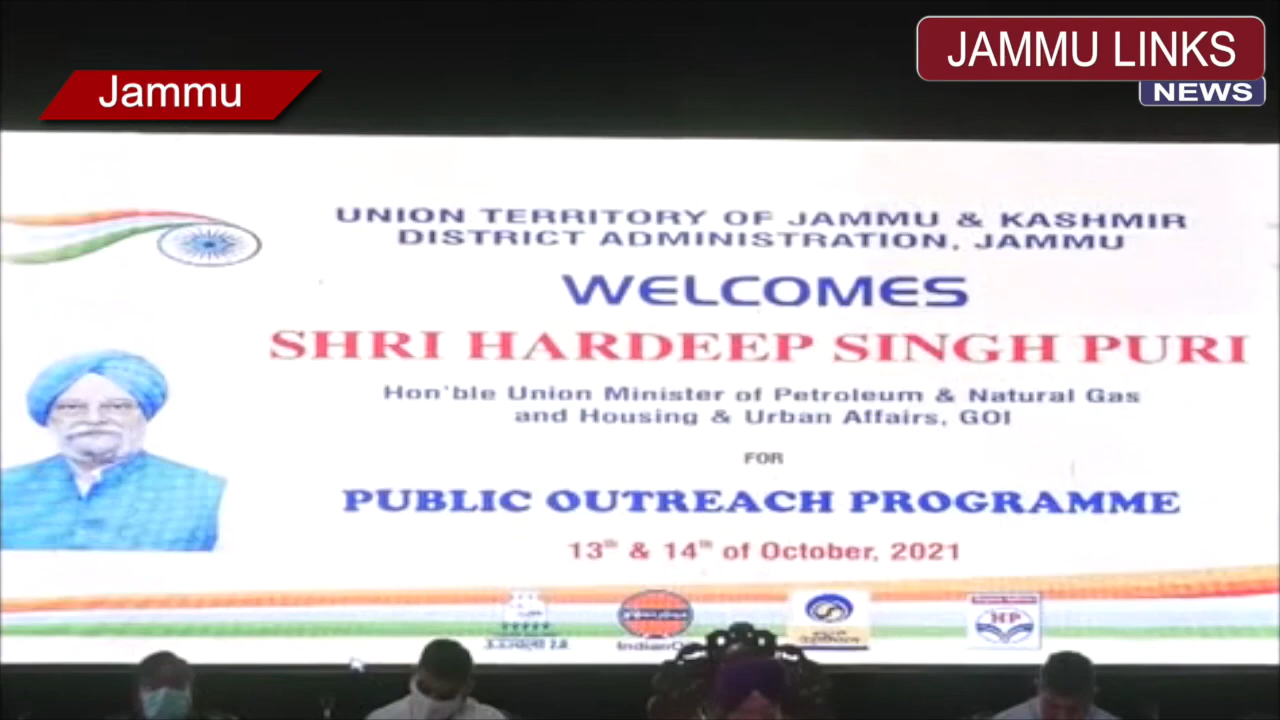 JAMMU LINKS
NEWS
Jammu
UNION TERRITORY OF JAMMU & KASHMIR
DISTRICT ADMINISTRATION, JAMMU
WELCOMES
SHRI HARDEEP SINGH PURI
Hon'ble Union Minister of Petroleum & Natural Gas
and Housing & Urban Affairs, GOI
FOR
PUBLIC OUTREACH PROGRAMME
13th & 14th of October, 2021
HP